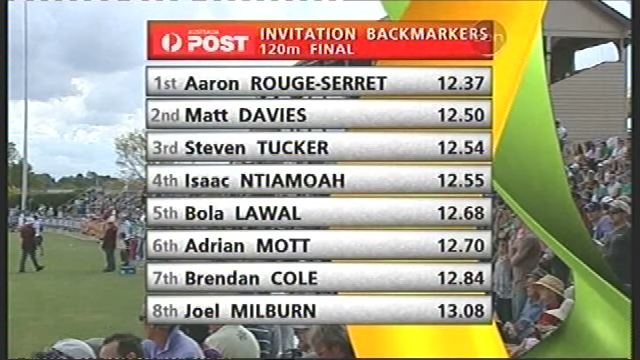 AUSTRALIA
POST
INVITATION BACKMARKERS
120m FINAL
1st Aaron ROUGE-SERRET 12.37
2nd Matt DAVIES 12.50
3rd Steven TUCKER 12.54
4th Isaac NTIAMOAH 12.55
5th Bola LAWAL 12.68
6th Adrian MOTT 12.70
7th Brendan COLE 12.84
8th Joel MILBURN 13.08